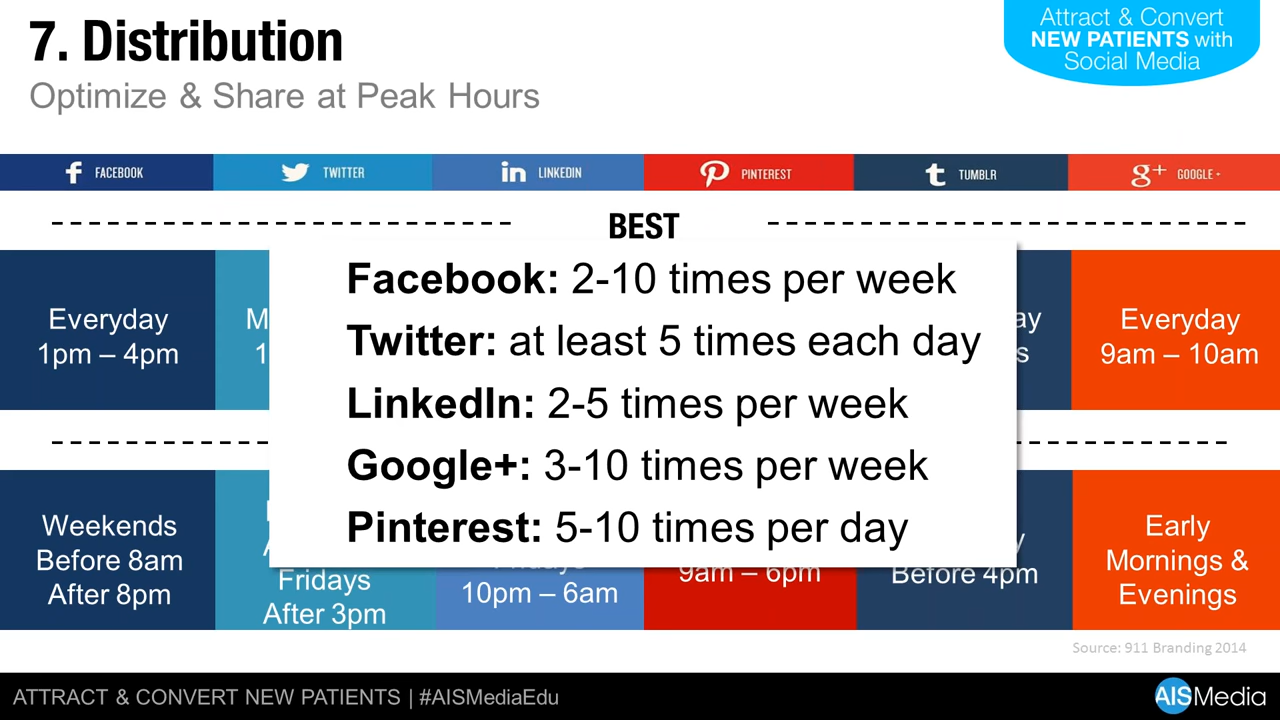 7. Distribution
Optimize & Share at Peak Hours
Attract & Convert
NEW PATIENTS with
Social Media
FACEBOOK
TWITTER
LINKEDIN
PINTEREST
TUMBLR
GOOGLE+
BEST
Everyday
1pm – 4pm
Facebook: 2-10 times per week
Twitter: at least 5 times each day
LinkedIn: 2-5 times per week
Google+: 3-10 times per week
Pinterest: 5-10 times per day
Everyday
9am – 10am
Weekends
Before 8am
After 8pm
Fridays
After 3pm
10pm – 6am
9am – 6pm
Before 4pm
Early
Mornings &
Evenings
Source: 911 Branding 2014
ATTRACT & CONVERT NEW PATIENTS | #AISMediaEdu
AISMedia